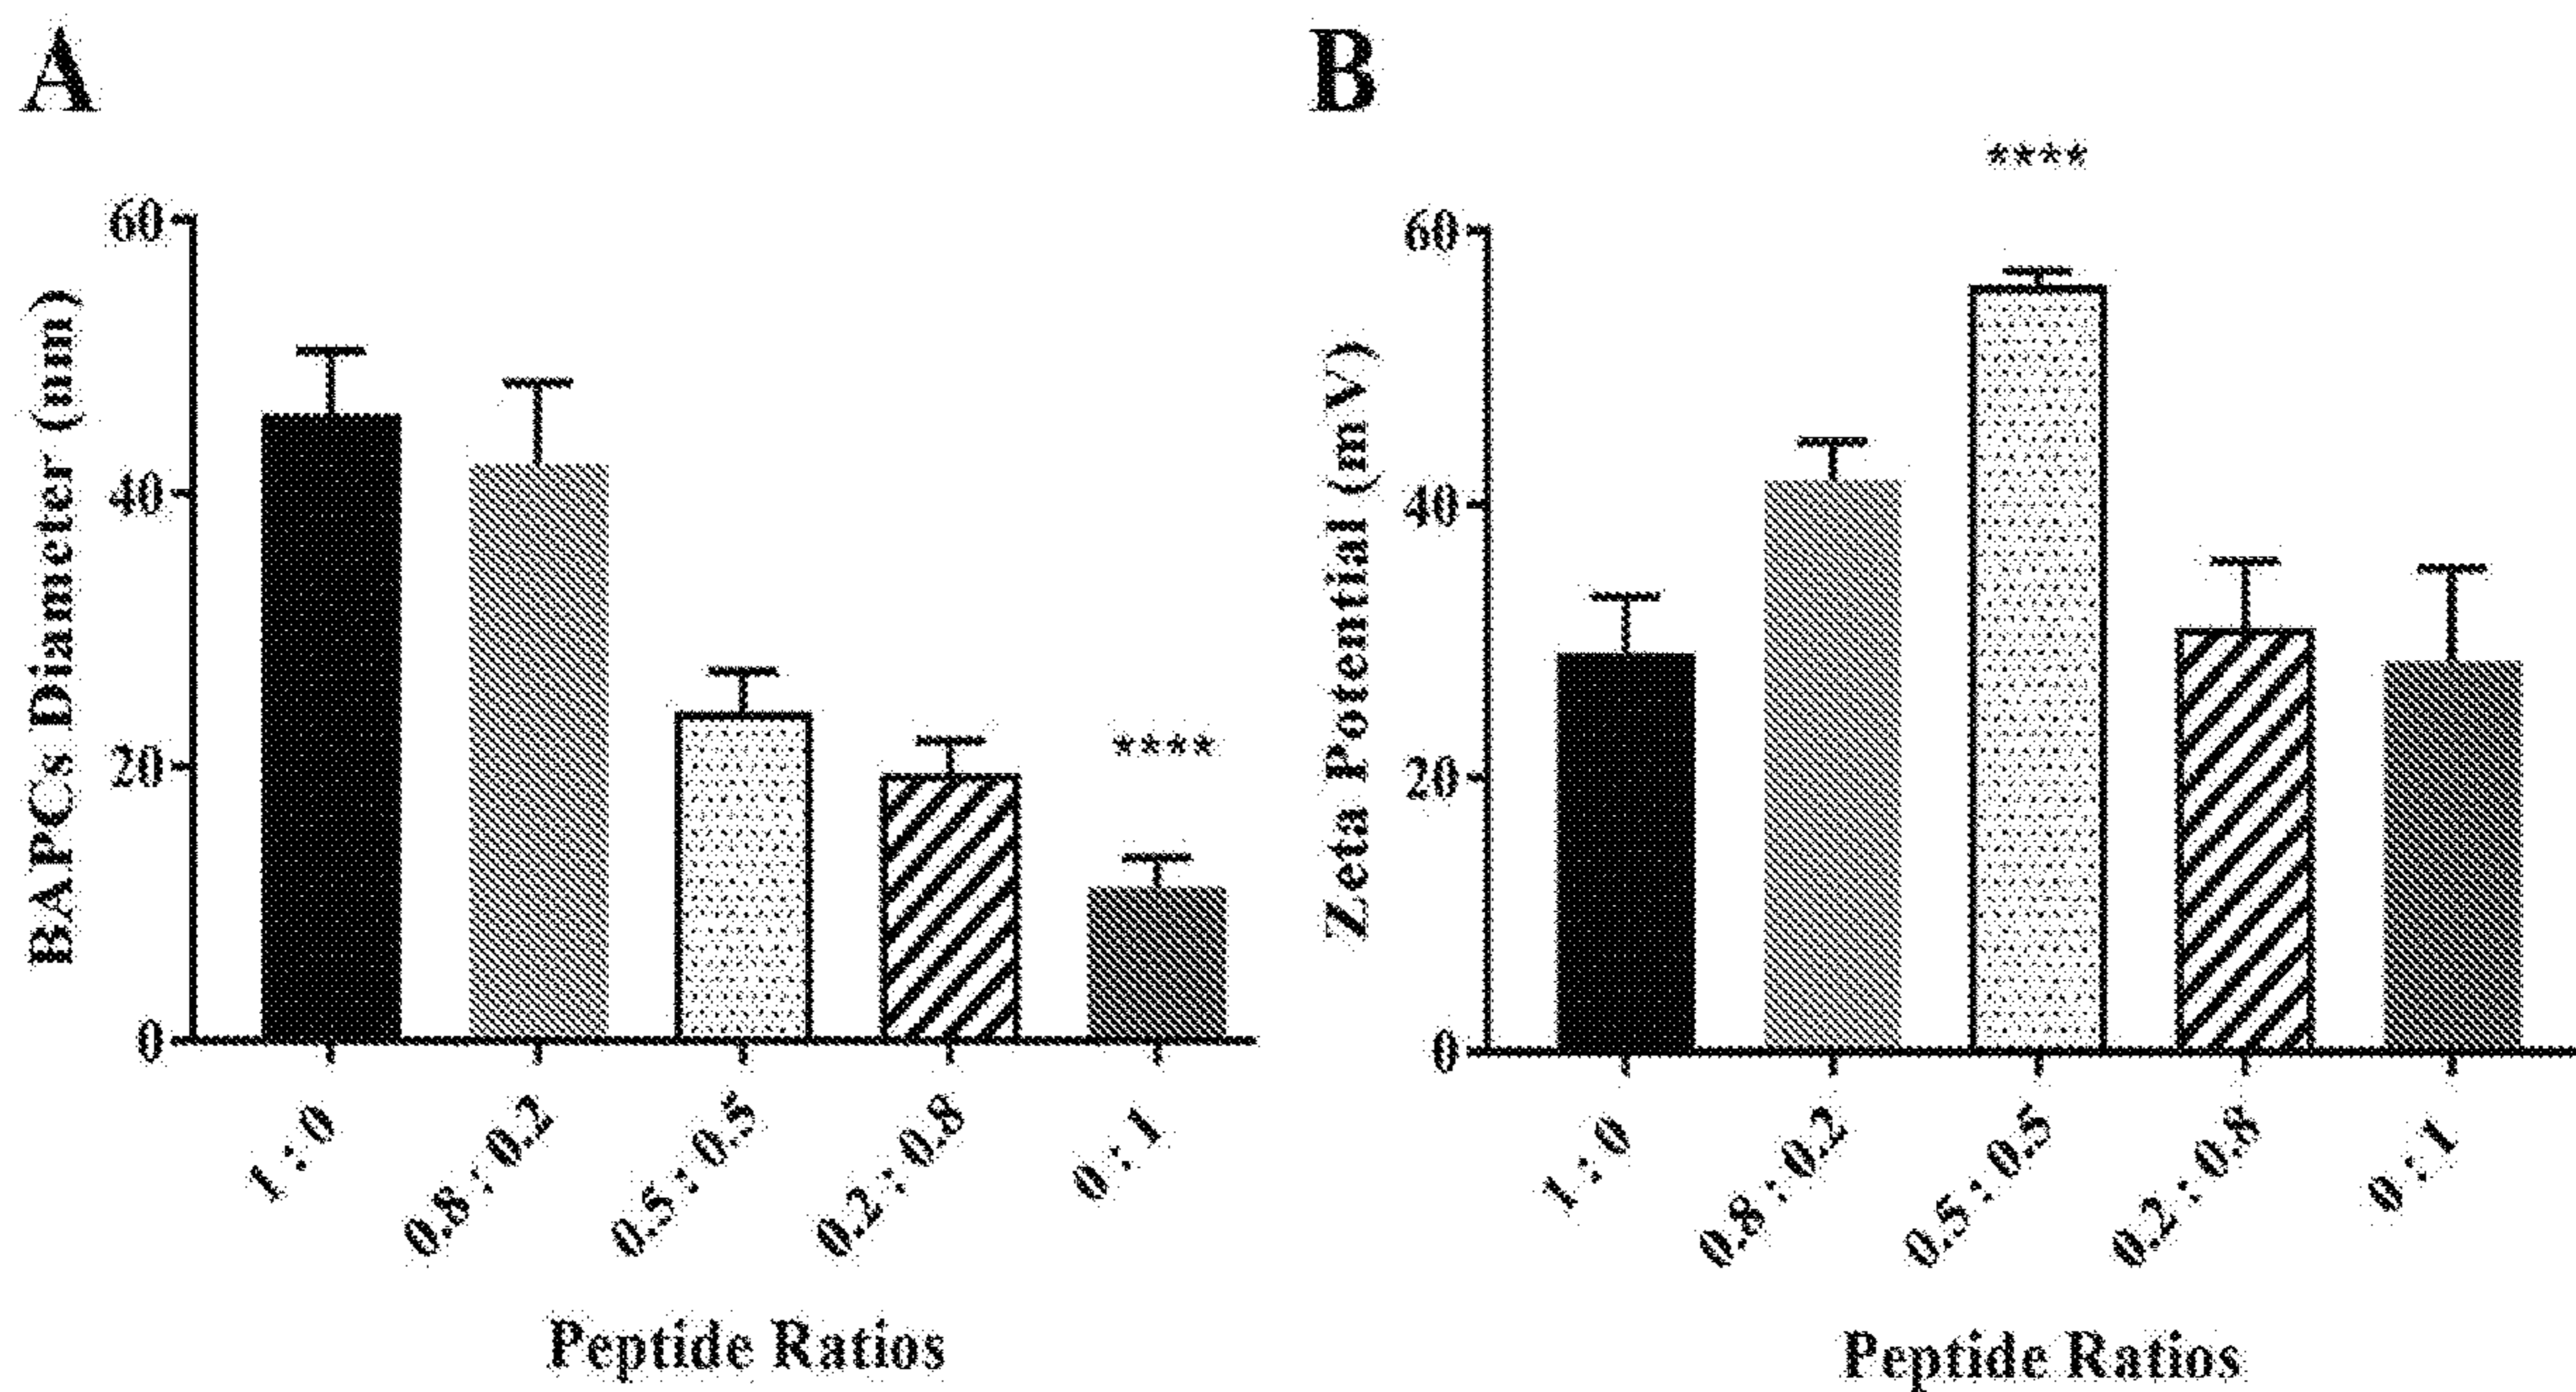 A
BAPCs Diameter (nm)
60
40
20
0
****
1 : 0
0.8 : 0.2
0.5 : 0.5
0.2 : 0.8
0 : 1
Peptide Ratios
B
Zeta Potential (mV)
60
40
20
0
****
1 : 0
0.8 : 0.2
0.5 : 0.5
0.2 : 0.8
0 : 1
Peptide Ratios